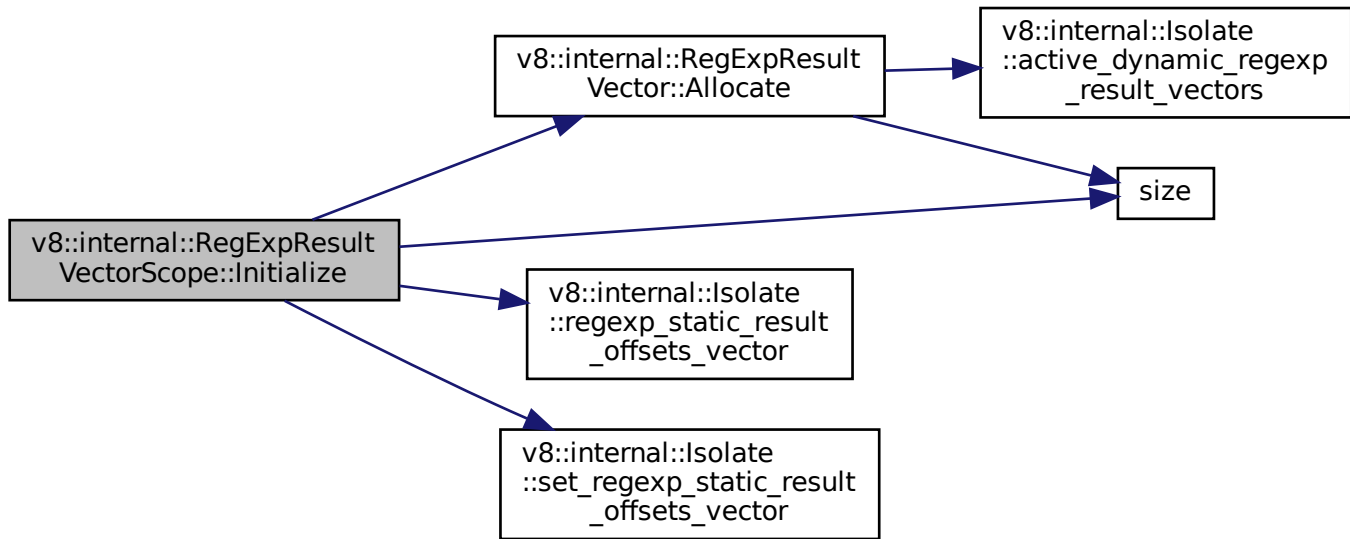 v8::internal::RegExpResult
VectorScope::Initialize
v8::internal::RegExpResult
Vector::Allocate
v8::internal::Isolate
::active_dynamic_regexp
_result_vectors
size
v8::internal::Isolate
::regexp_static_result
_offsets_vector
v8::internal::Isolate
::set_regexp_static_result
_offsets_vector